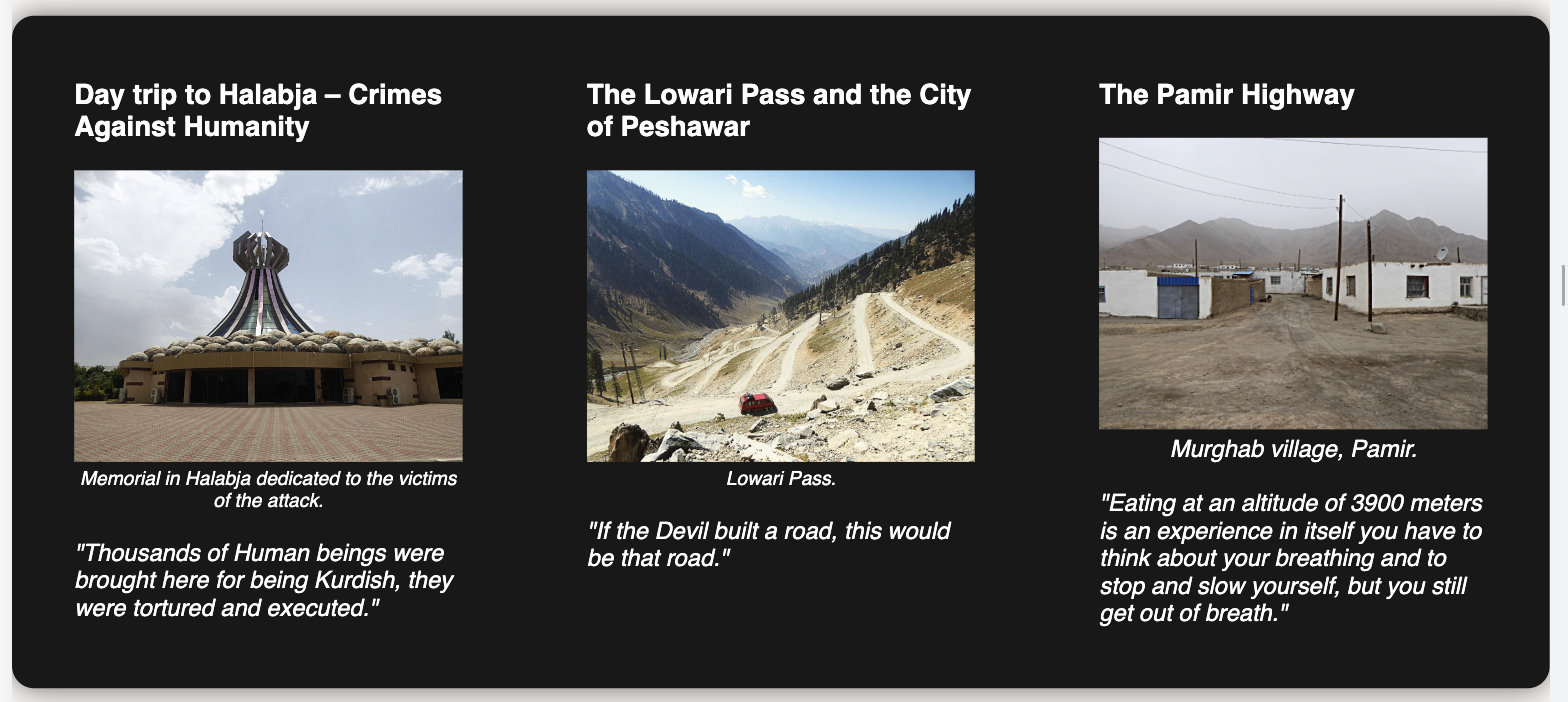 Day trip to Halabja – Crimes
Against Humanity
Memorial in Halabja dedicated to the victims
of the attack.
"Thousands of Human beings were
brought here for being Kurdish, they
were tortured and executed."
The Lowari Pass and the City
of Peshawar
Lowari Pass.
"If the Devil built a road, this would
be that road."
The Pamir Highway
Murghab village, Pamir.
"Eating at an altitude of 3900 meters
is an experience in itself you have to
think about your breathing and to
stop and slow yourself, but you still
get out of breath."